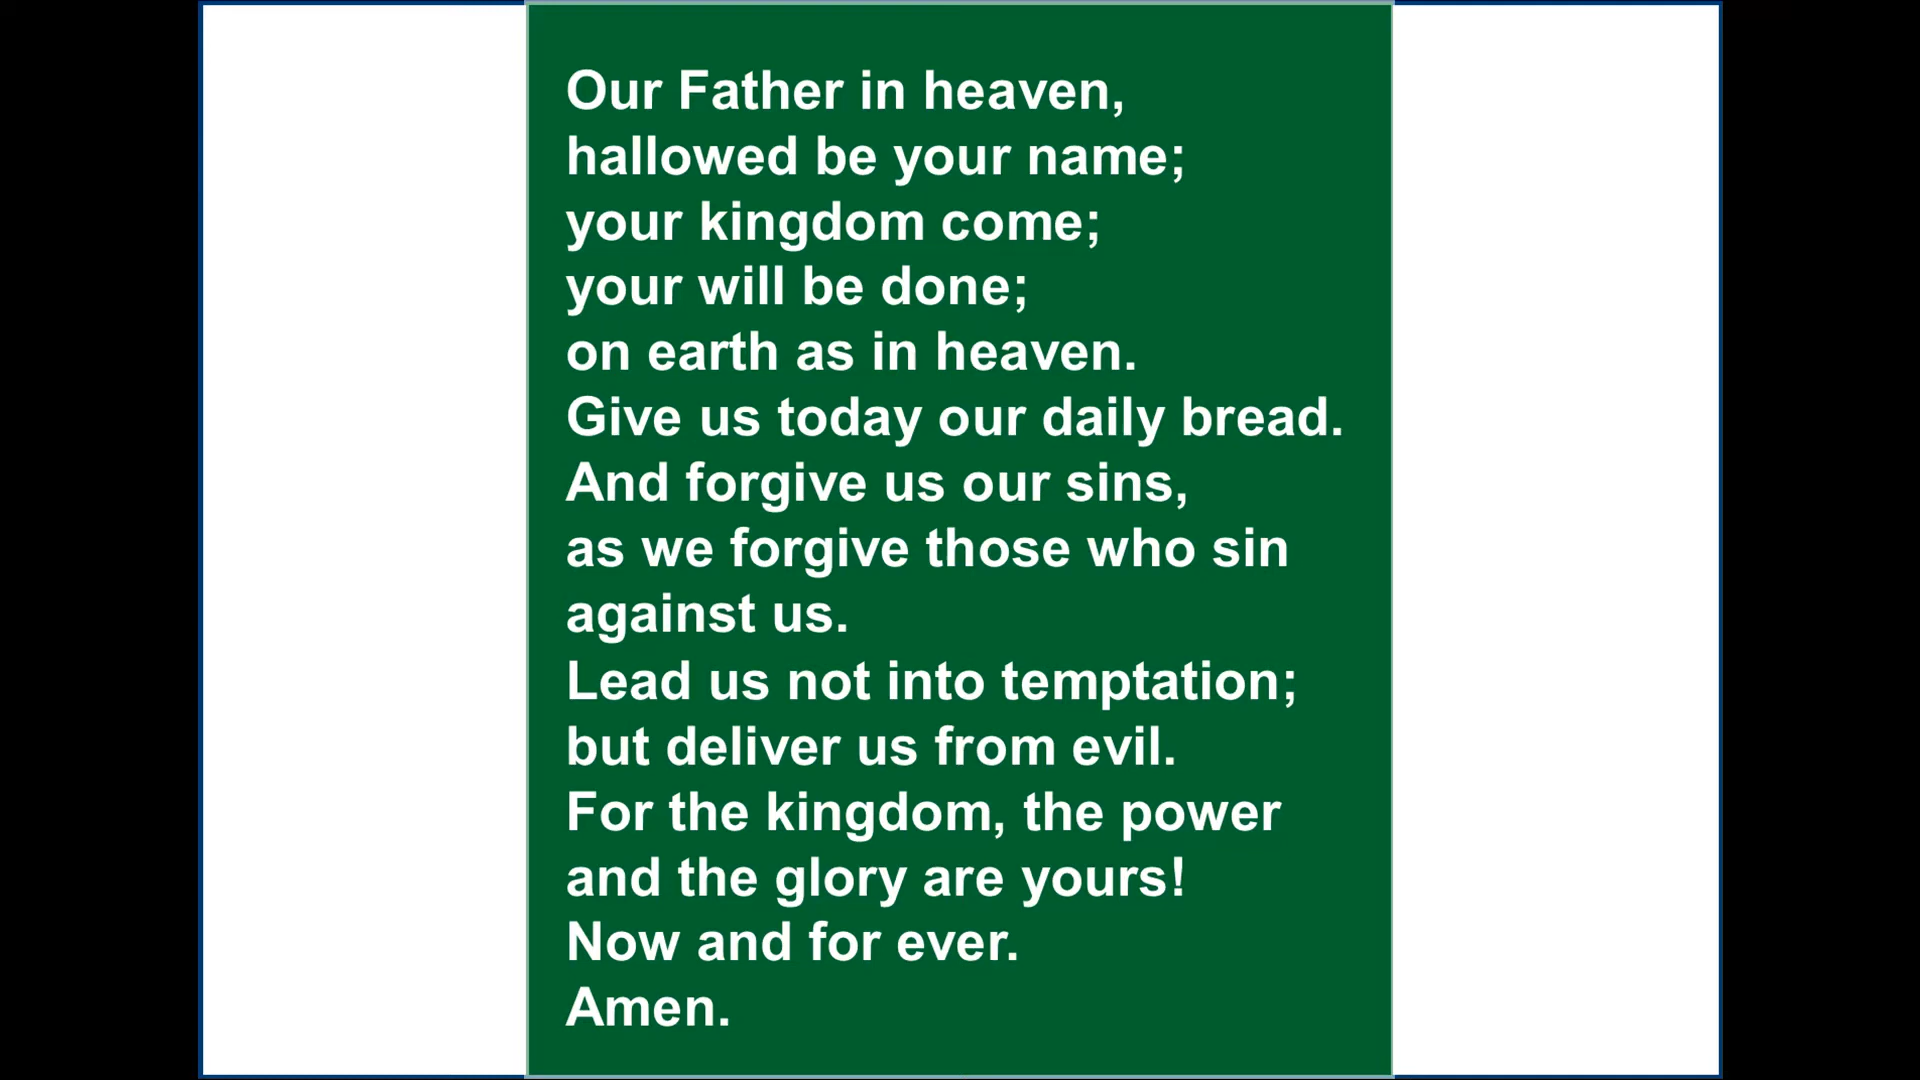 Our Father in heaven,
hallowed be your name;
your kingdom come;
your will be done;
on earth as in heaven.
Give us today our daily bread.
And forgive us our sins,
as we forgive those who sin
against us.
Lead us not into temptation;
but deliver us from evil.
For the kingdom, the power
and the glory are yours!
Now and for ever.
Amen.